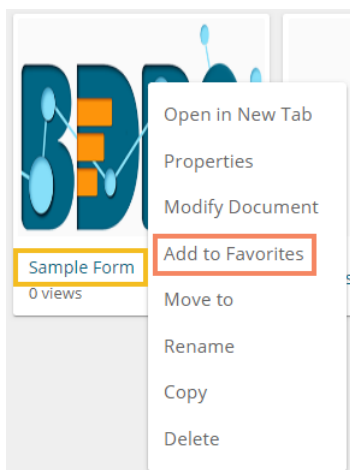 BDB
Open in New Tab
Properties
Modify Document
Add to Favorites
Move to
Rename
Copy
Delete
Sample Form
0 views